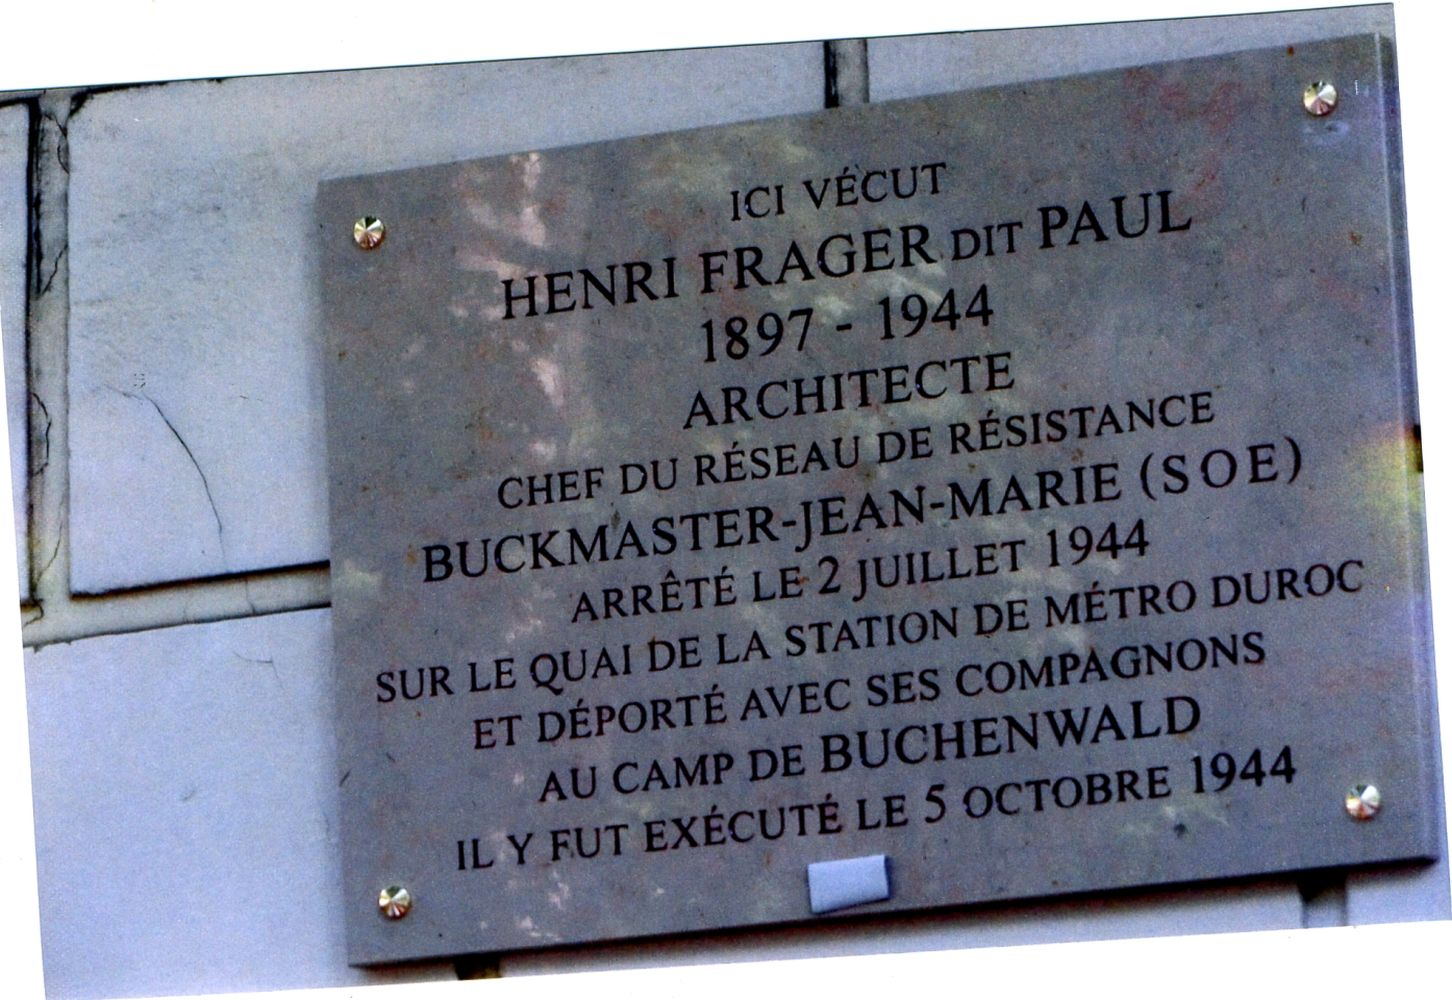 ICI VÉCUT
HENRI FRAGER DIT PAUL
1897 - 1944
ARCHITECTE
CHEF DU RÉSEAU DE RÉSISTANCE
BUCKMASTER-JEAN-MARIE (SOE)
ARRÊTÉ LE 2 JUILLET 1944
SUR LE QUAI DE LA STATION DE MÉTRO DUROC
ET DÉPORTÉ AVEC SES COMPAGNONS
AU CAMP DE BUCHENWALD
IL Y FUT EXÉCUTÉ LE 5 OCTOBRE 1944